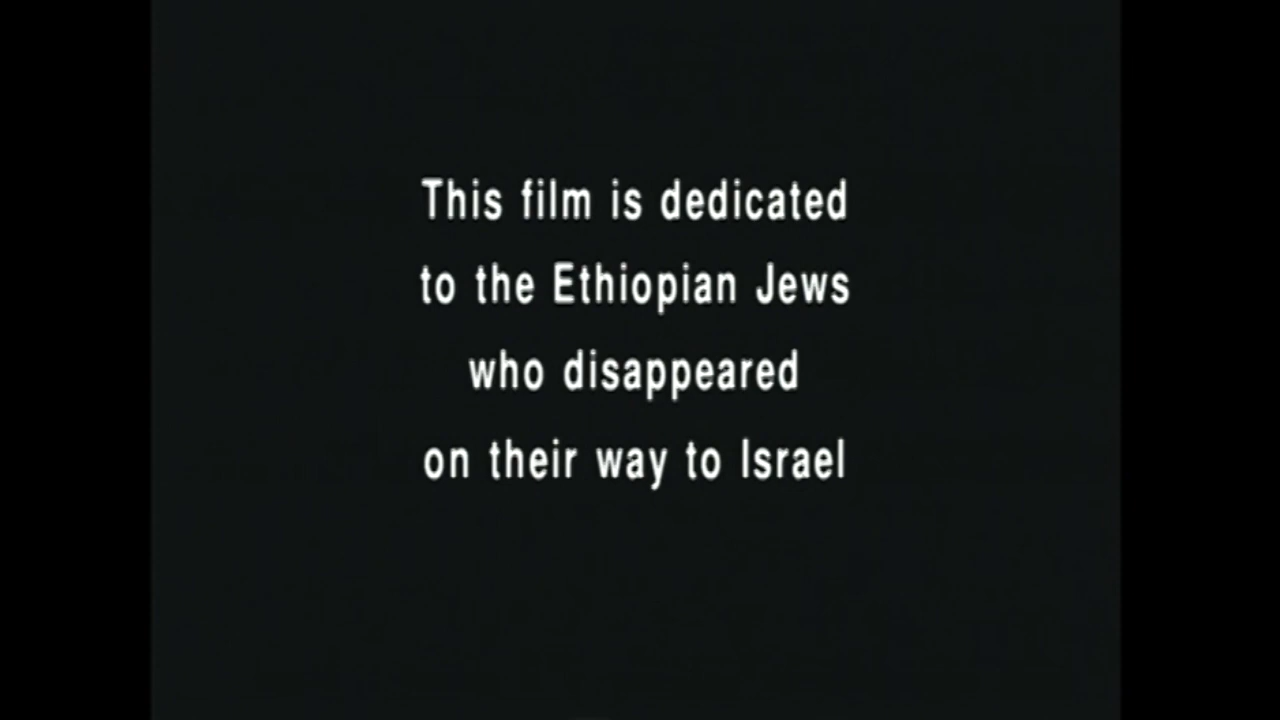 This film is dedicated
to the Ethiopian Jews
who disappeared
on their way to Israel